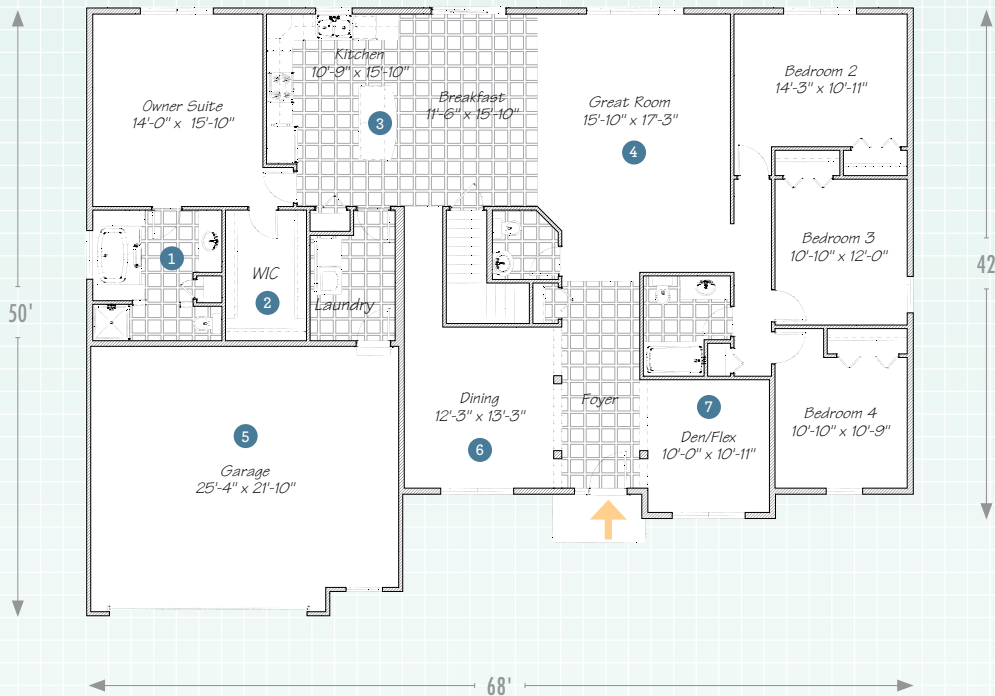 Kitchen
10'-9" x 15'-10"
Bedroom 2
14'-3" x 10'-11"
Owner Suite
14'-0" x 15'-10"
Breakfast
11'-6" x 15'-10"
Great Room
15'-10" x 17'-3"
3
4
Bedroom 3
10'-10" x 12'-0"
1
WIC
2
Laundry
42
50'
Dining
12'-3" x 13'-3"
6
Foyer
7
Den/Flex
10'-0" x 10'-11"
Bedroom 4
10'-10" x 10'-9"
5
Garage
25'-4" x 21'-10"
68'